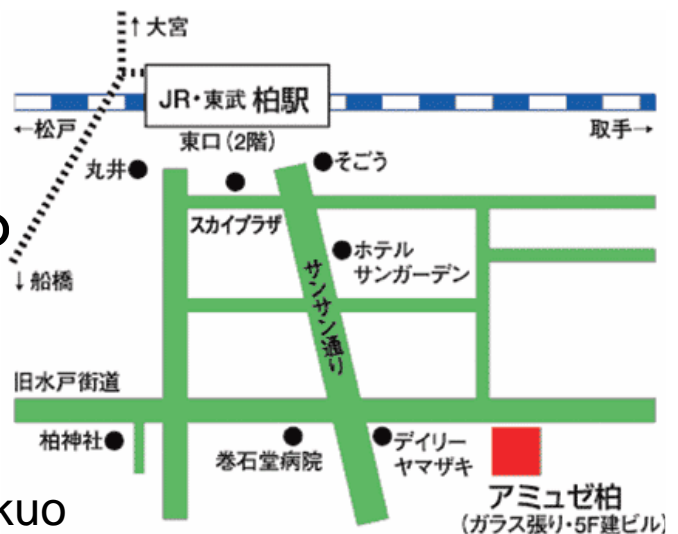 ↑大宮
JR・東武 柏駅
←松戸
東口(2階)
取手→
丸井
そごう
スカイプラザ
ホテル
サンガーデン
↓船橋
サンサン通り
旧水戸街道
柏神社
巻石堂病院
デイリー
ヤマザキ
アミュゼ柏
(ガラス張り・5F建ビル)
kuo